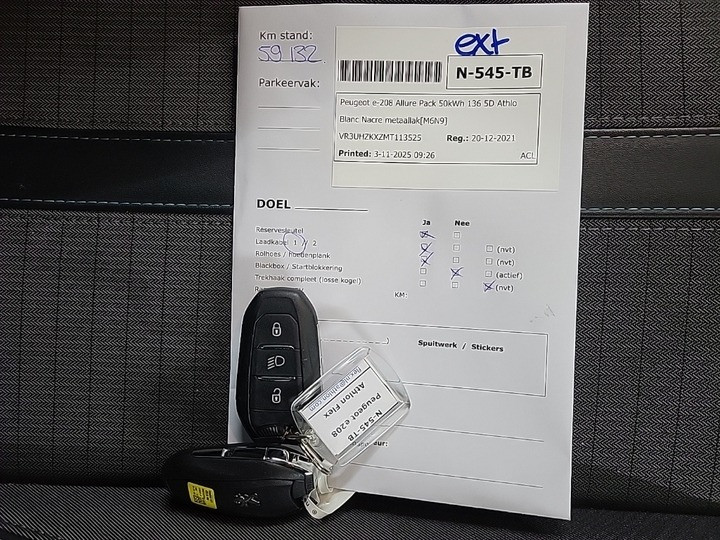 Km stand:
59 132
Parkeervak:
ext
N-545-TB
Peugeot e-208 Allure Pack 50kWh 136 5D Athlo
Blanc Nacre metaallak[M6N9]
VR3UHZKXZMT113525 Reg.: 20-12-2021
Printed: 3-11-2025 09:26 ACL
DOEL
Ja Nee
Reservesleutel
Laadkabel 1 / 2 (nvt)
Rolhoes / hoedenplank (nvt)
Blackbox / Startblokkering (actief)
Trekhaak compleet (losse kogel) (nvt)
KM:
Spuitwerk / Stickers
N-545-TB
Peugeot e208
Athlon Flex